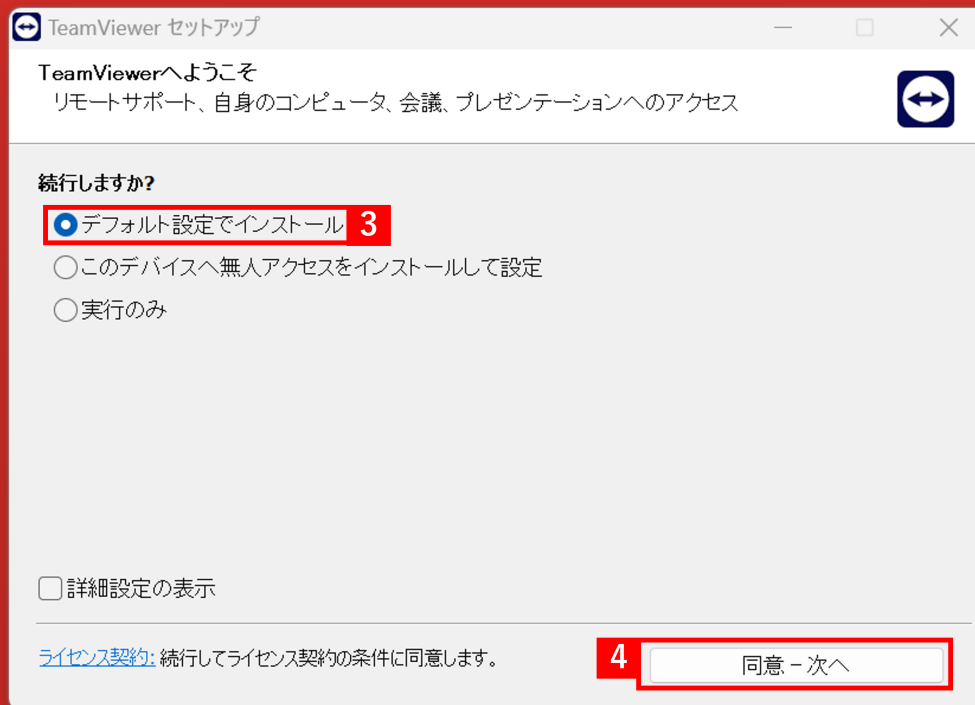 TeamViewer セットアップ
TeamViewerへようこそ
リモートサポート、自身のコンピュータ、会議、プレゼンテーションへのアクセス
続行しますか?
デフォルト設定でインストール 3
このデバイスへ無人アクセスをインストールして設定
実行のみ
詳細設定の表示
ライセンス契約: 続行してライセンス契約の条件に同意します。
4 同意 – 次へ